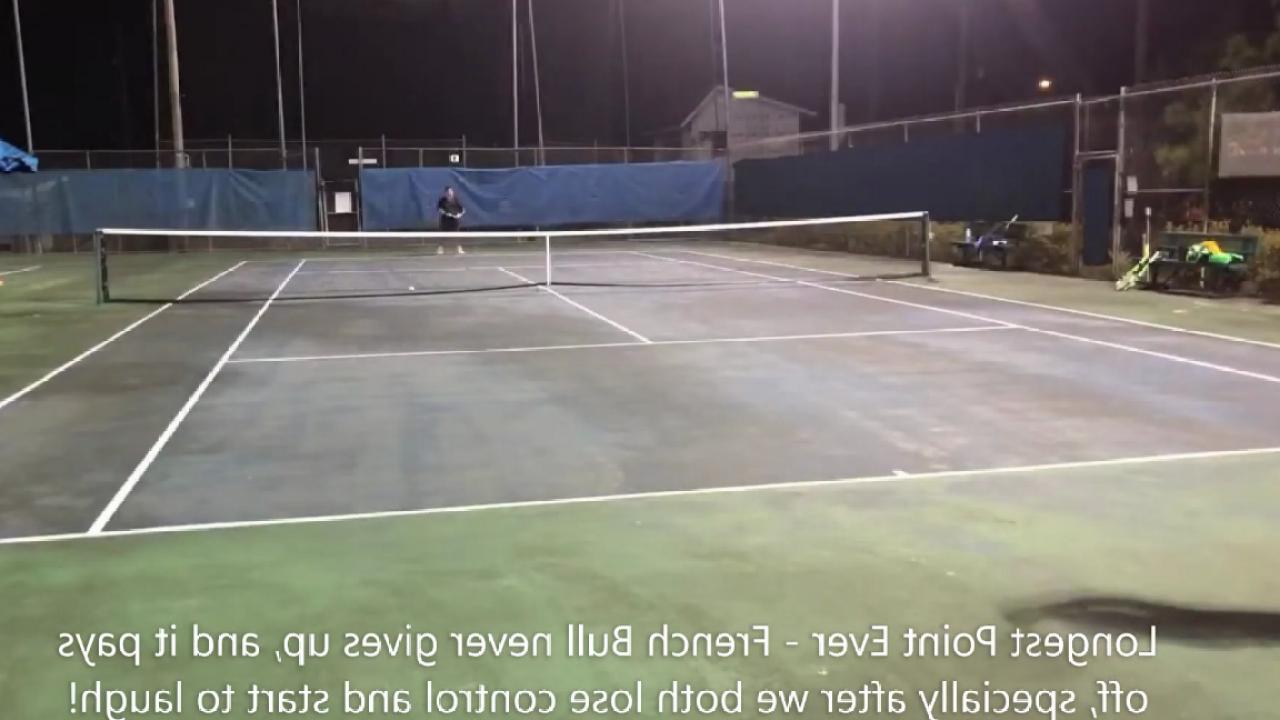 Longest Point Ever - French Bull never gives up, and it pays
off, specially after we both lose control and start to laugh!